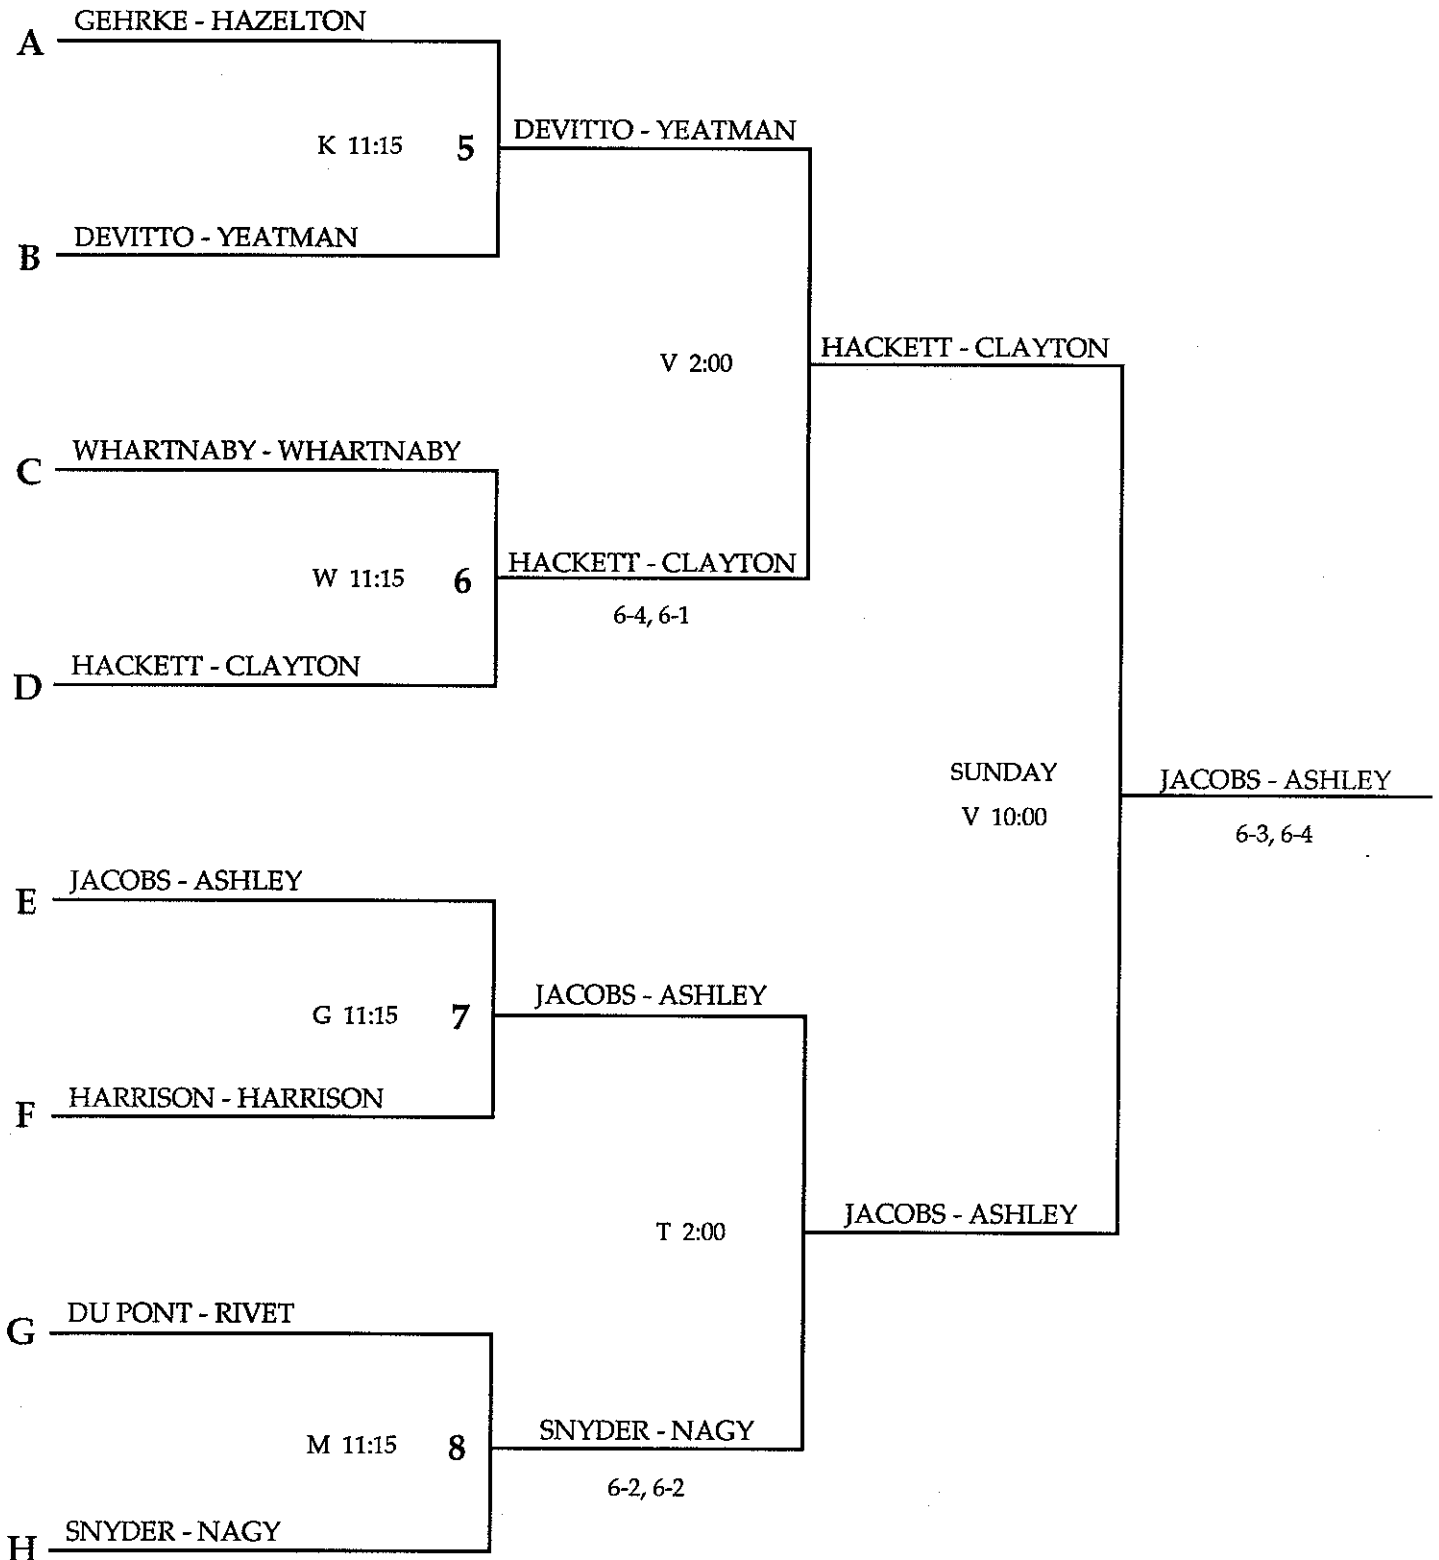 A GEHRKE - HAZELTON
K 11:15 5
DEVITTO - YEATMAN
B DEVITTO - YEATMAN
V 2:00
HACKETT - CLAYTON
C WHARTNABY - WHARTNABY
W 11:15 6
HACKETT - CLAYTON
6-4, 6-1
D HACKETT - CLAYTON
SUNDAY
V 10:00
JACOBS - ASHLEY
6-3, 6-4
E JACOBS - ASHLEY
G 11:15 7
JACOBS - ASHLEY
F HARRISON - HARRISON
T 2:00
JACOBS - ASHLEY
G DU PONT - RIVET
M 11:15 8
SNYDER - NAGY
6-2, 6-2
H SNYDER - NAGY